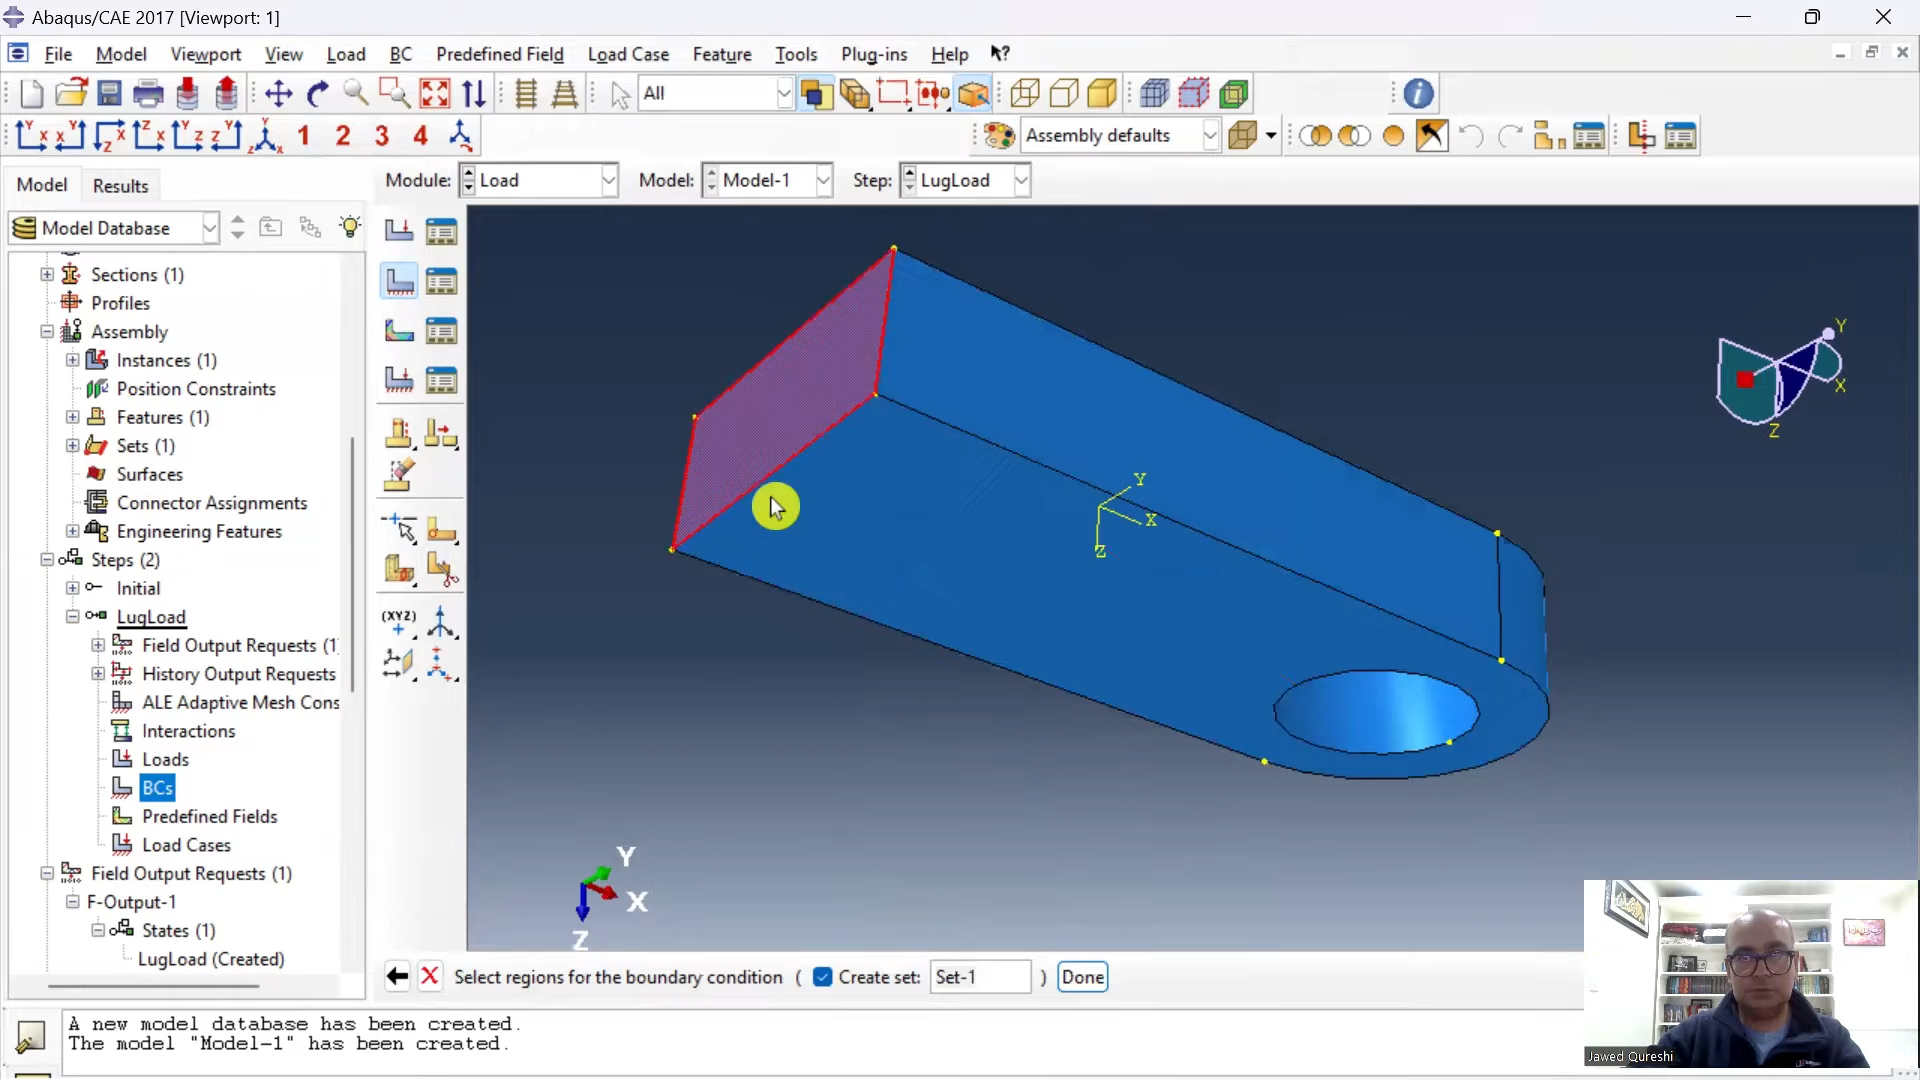 Abaqus/CAE 2017 [Viewport: 1]
File Model Viewport View Load BC Predefined Field Load Case Feature Tools Plug-ins Help
All
1 2 3 4
Assembly defaults
Model Results
Module: Load Model: Model-1 Step: LugLoad
Model Database
Sections (1)
Profiles
Assembly
Instances (1)
Position Constraints
Features (1)
Sets (1)
Surfaces
Connector Assignments
Engineering Features
Steps (2)
Initial
LugLoad
Field Output Requests (1)
History Output Requests
ALE Adaptive Mesh Cons
Interactions
Loads
BCs
Predefined Fields
Load Cases
Field Output Requests (1)
F-Output-1
States (1)
LugLoad (Created)
(XYZ)
Y
X
Z
Y
X
Z
Y
X
Z
Select regions for the boundary condition ( Create set: Set-1 ) Done
A new model database has been created.
The model "Model-1" has been created.
Jawed Qureshi